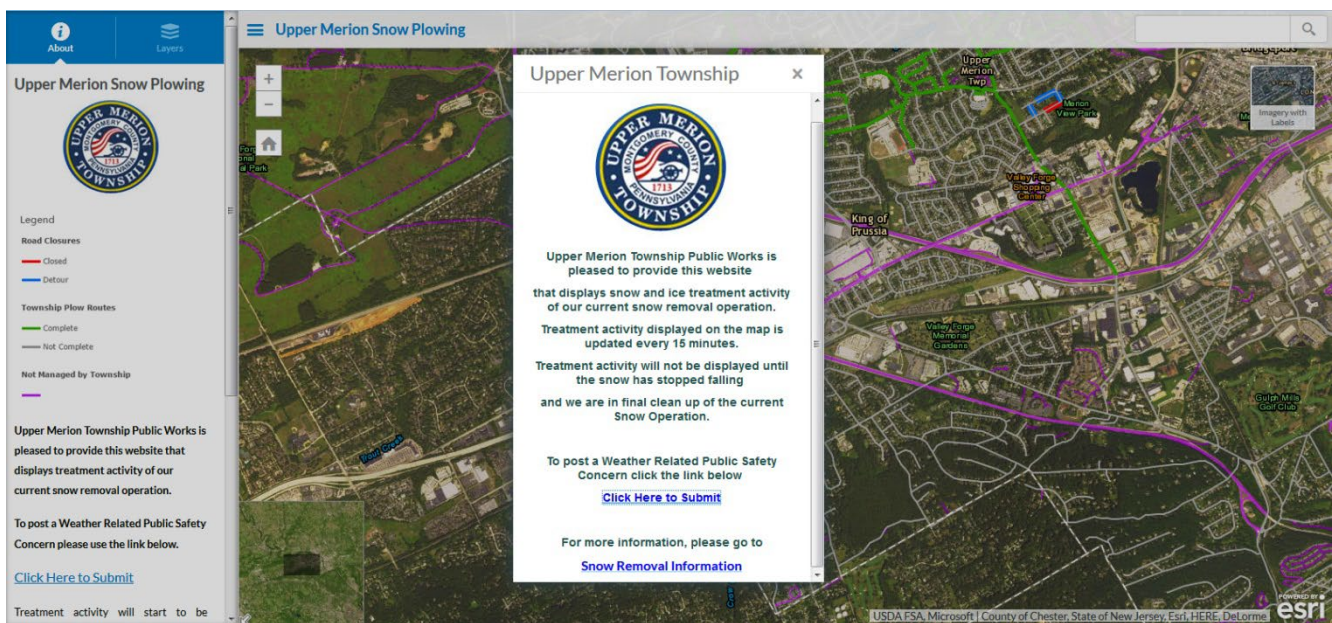 About
Layers
Upper Merion Snow Plowing
UPPER MERION
TOWNSHIP
MONTGOMERY COUNTY
PENNSYLVANIA
1713
Legend
Road Closures
Closed
Detour
Township Plow Routes
Complete
Not Complete
Not Managed by Township
Upper Merion Township Public Works is
pleased to provide this website that
displays treatment activity of our
current snow removal operation.
To post a Weather Related Public Safety
Concern please use the link below.
Click Here to Submit
Treatment activity will start to be
Upper Merion Snow Plowing
+
−
Trout Creek
Upper Merion Township
x
UPPER MERION
TOWNSHIP
MONTGOMERY COUNTY
PENNSYLVANIA
1713
Upper Merion Township Public Works is
pleased to provide this website
that displays snow and ice treatment activity
of our current snow removal operation.
Treatment activity displayed on the map is
updated every 15 minutes.
Treatment activity will not be displayed until
the snow has stopped falling
and we are in final clean up of the current
Snow Operation.
To post a Weather Related Public Safety
Concern click the link below
Click Here to Submit
For more information, please go to
Snow Removal Information
Upper
Merion
Twp
Merion
View Park
Imagery with
Labels
Valley Forge
Shopping
Center
King of
Prussia
Valley Forge
Memorial
Gardens
Gulph Mills
Golf Club
USDA FSA, Microsoft | County of Chester, State of New Jersey, Esri, HERE, DeLorme
POWERED BY
esri